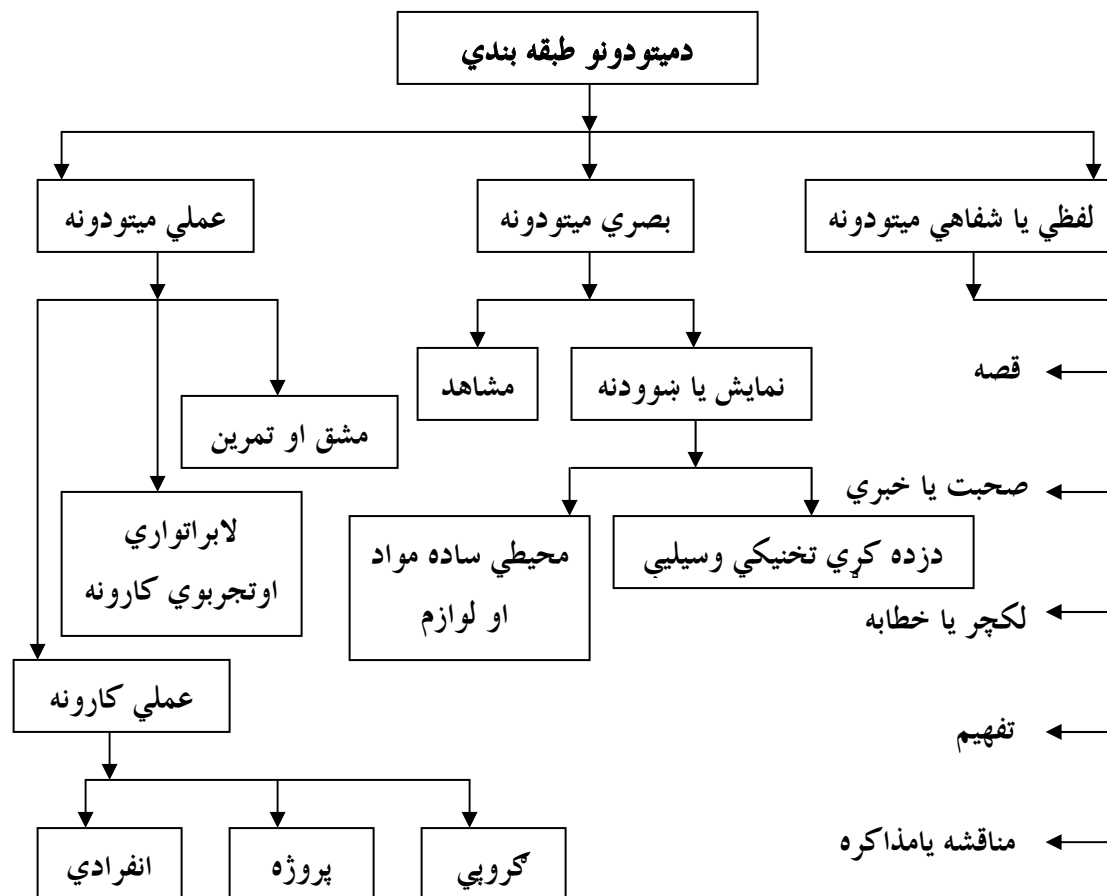 دميتودونو طبقه بندي
لفظي يا شفاهي ميتودونه
بصري ميتودونه
عملي ميتودونه
قصه
صحبت يا خبري
لکچر يا خطابه
تفهيم
مناقشه يامذاکره
نمايش يا ښوودنه
مشاهد
دزده کړي تخنيکي وسيليې
محيطي ساده مواد
او لوازم
مشق او تمرين
لابراتواري
اوتجربوي کارونه
عملي کارونه
ګروپي
پروژه
انفرادي